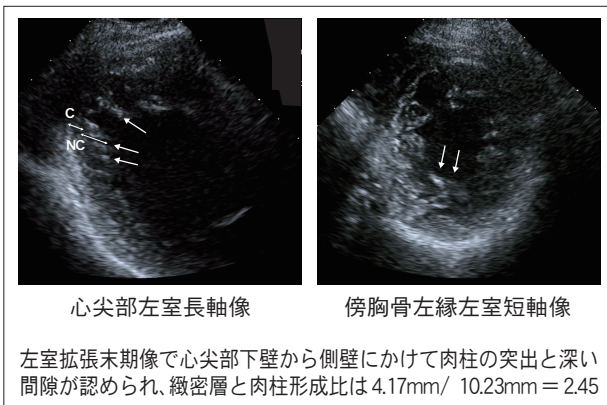 C
NC
心尖部左室長軸像
傍胸骨左縁左室短軸像
左室拡張末期像で心尖部下壁から側壁にかけて肉柱の突出と深い
間隙が認められ、緻密層と肉柱形成比は4.17mm/ 10.23mm＝2.45